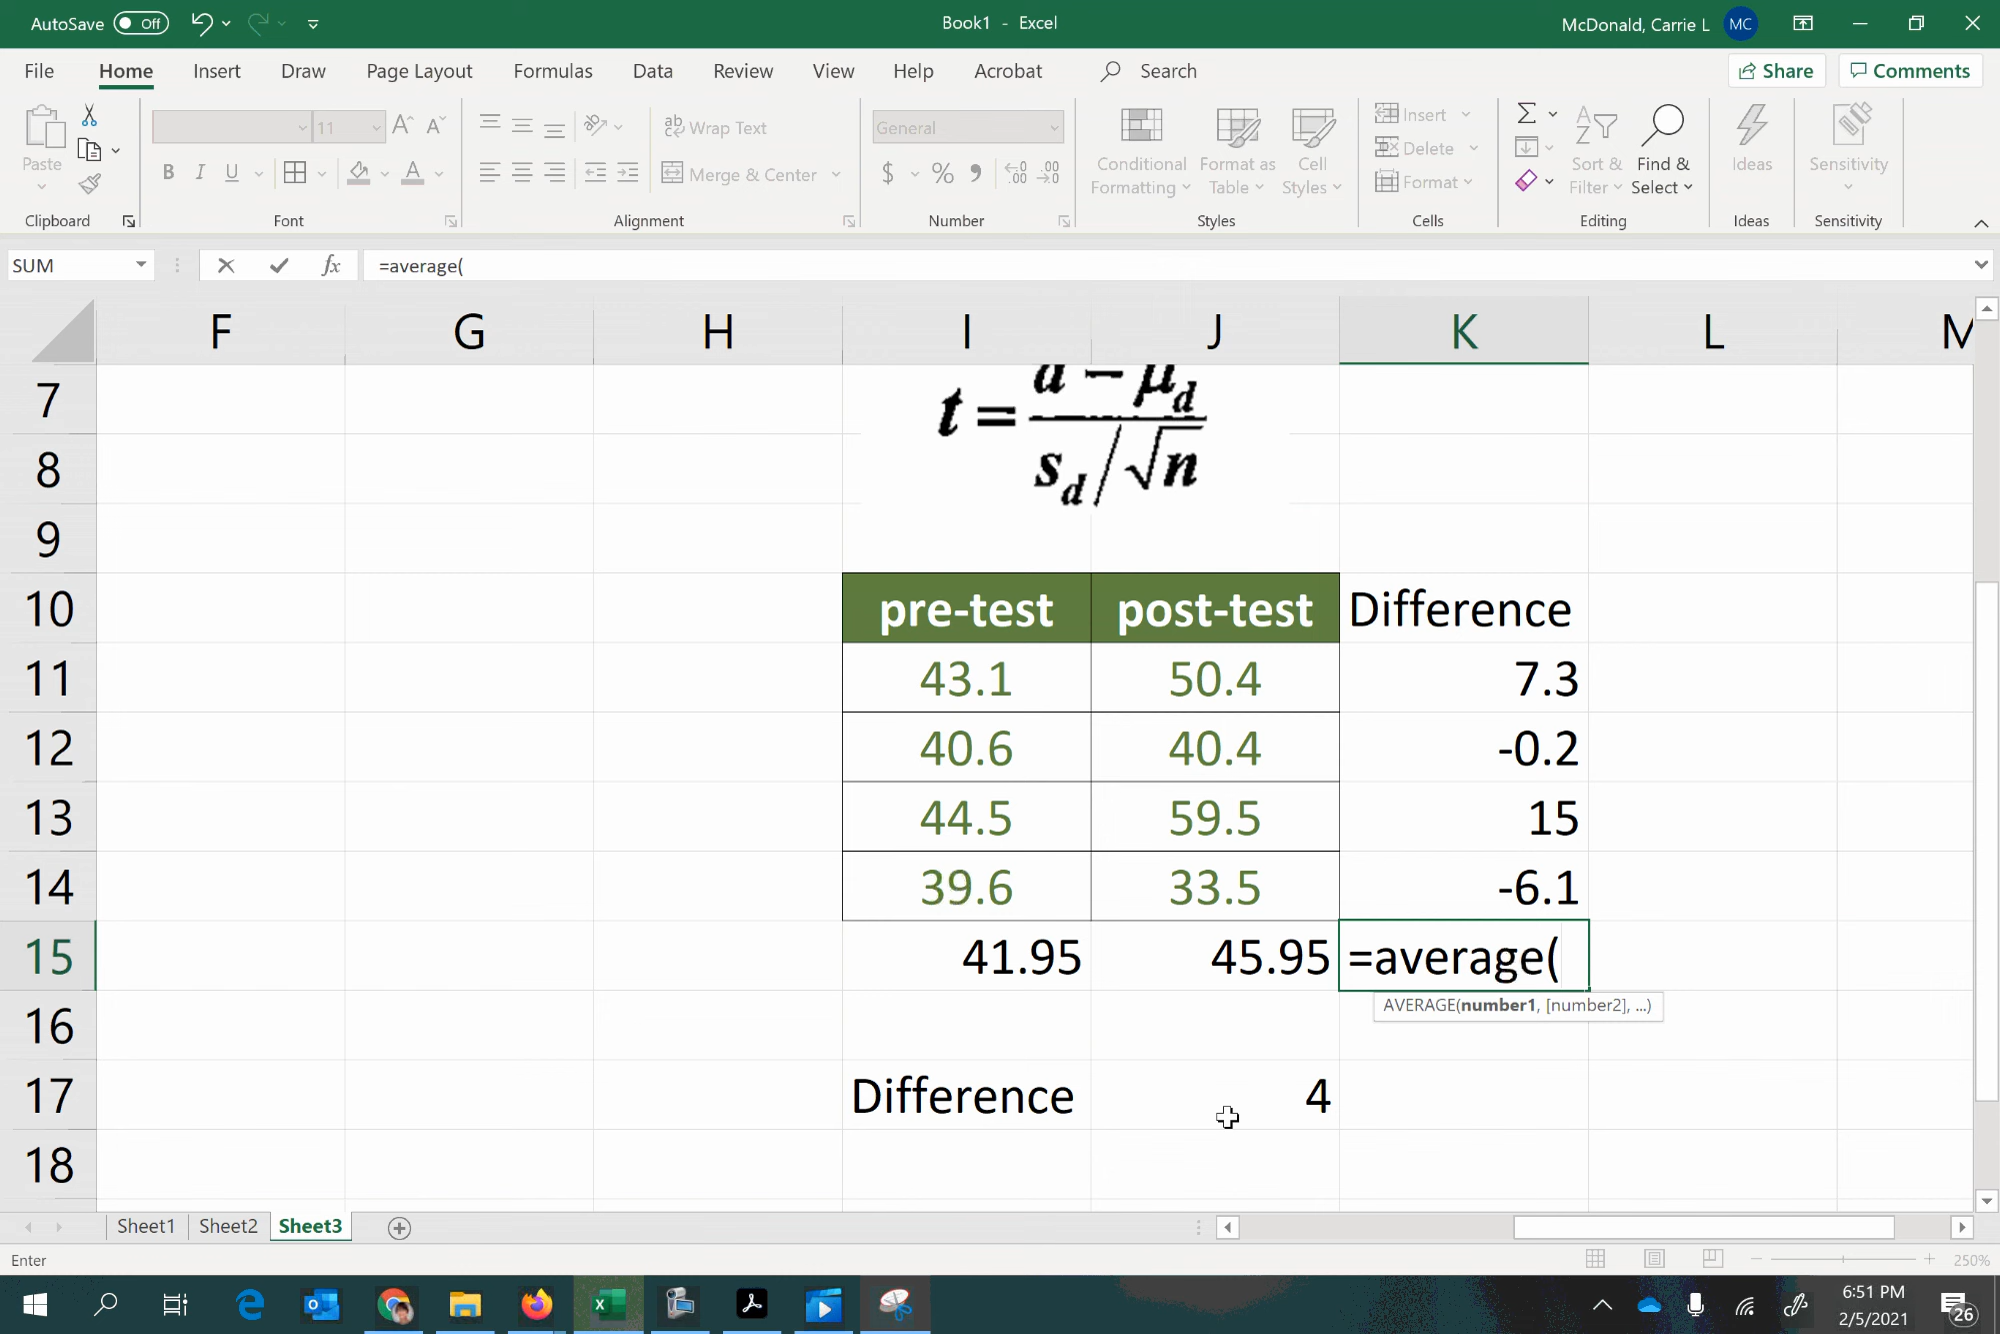 AutoSave Off
Book1 - Excel
McDonald, Carrie L MC
File Home Insert Draw Page Layout Formulas Data Review View Help Acrobat Search Share Comments
Paste
Clipboard
11 A A
B I U A
Font
ab Wrap Text
Merge & Center
Alignment
General
$ % .00
Number
Conditional Formatting
Format as Table
Cell Styles
Styles
Insert
Delete
Format
Cells
Σ
Sort & Filter
Find & Select
Editing
Ideas
Ideas
Sensitivity
Sensitivity
SUM fx =average(
F G H I J K L M
7
8
9
t = d − μd / sd/√n
10 pre-test post-test Difference
11 43.1 50.4 7.3
12 40.6 40.4 -0.2
13 44.5 59.5 15
14 39.6 33.5 -6.1
15 41.95 45.95 =average(
AVERAGE(number1, [number2], ...)
16
17 Difference 4
18
Sheet1 Sheet2 Sheet3
Enter
250%
6:51 PM
2/5/2021
26